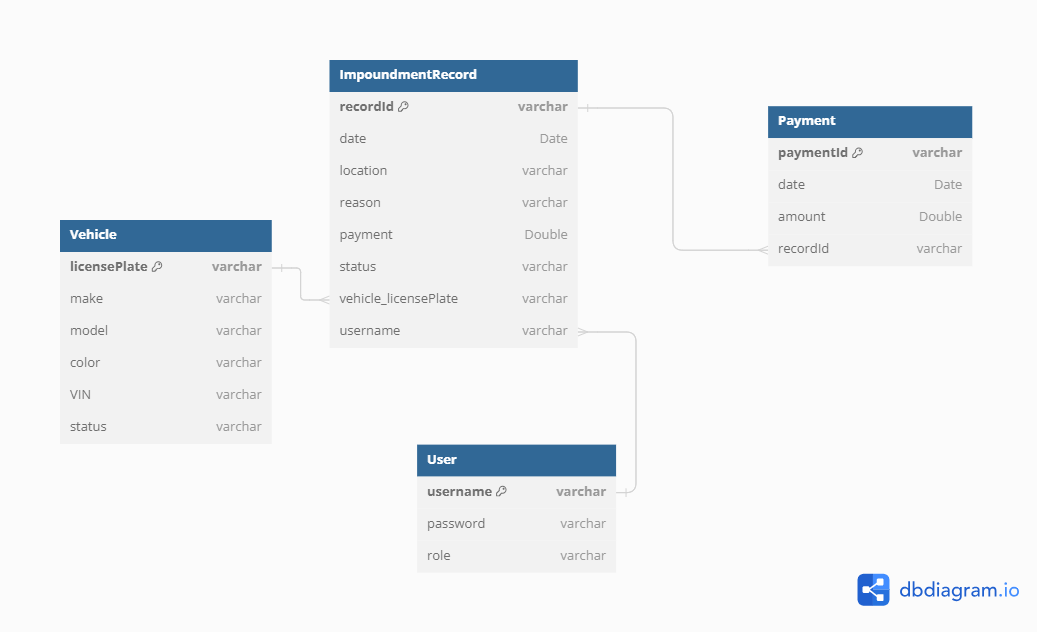 ImpoundmentRecord
recordId varchar
date Date
location varchar
reason varchar
payment Double
status varchar
vehicle_licensePlate varchar
username varchar
Payment
paymentId varchar
date Date
amount Double
recordId varchar
Vehicle
licensePlate varchar
make varchar
model varchar
color varchar
VIN varchar
status varchar
User
username varchar
password varchar
role varchar
dbdiagram.io